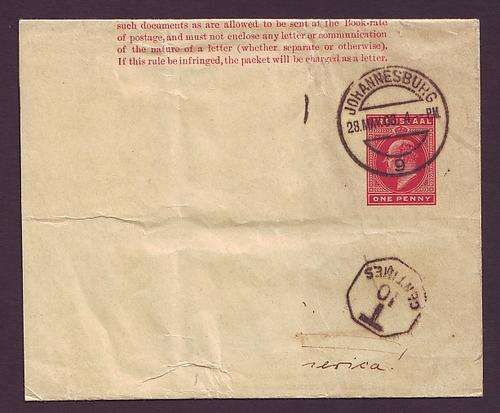 such documents as are allowed to be sent at the Book-rate
of postage, and must not enclose any letter or communication
of the nature of a letter (whether separate or otherwise).
If this rule be infringed, the packet will be charged as a letter.
JOHANNESBURG
PM
9
TRANSVAAL
ONE PENNY
CENTIMES
10
T
erica.